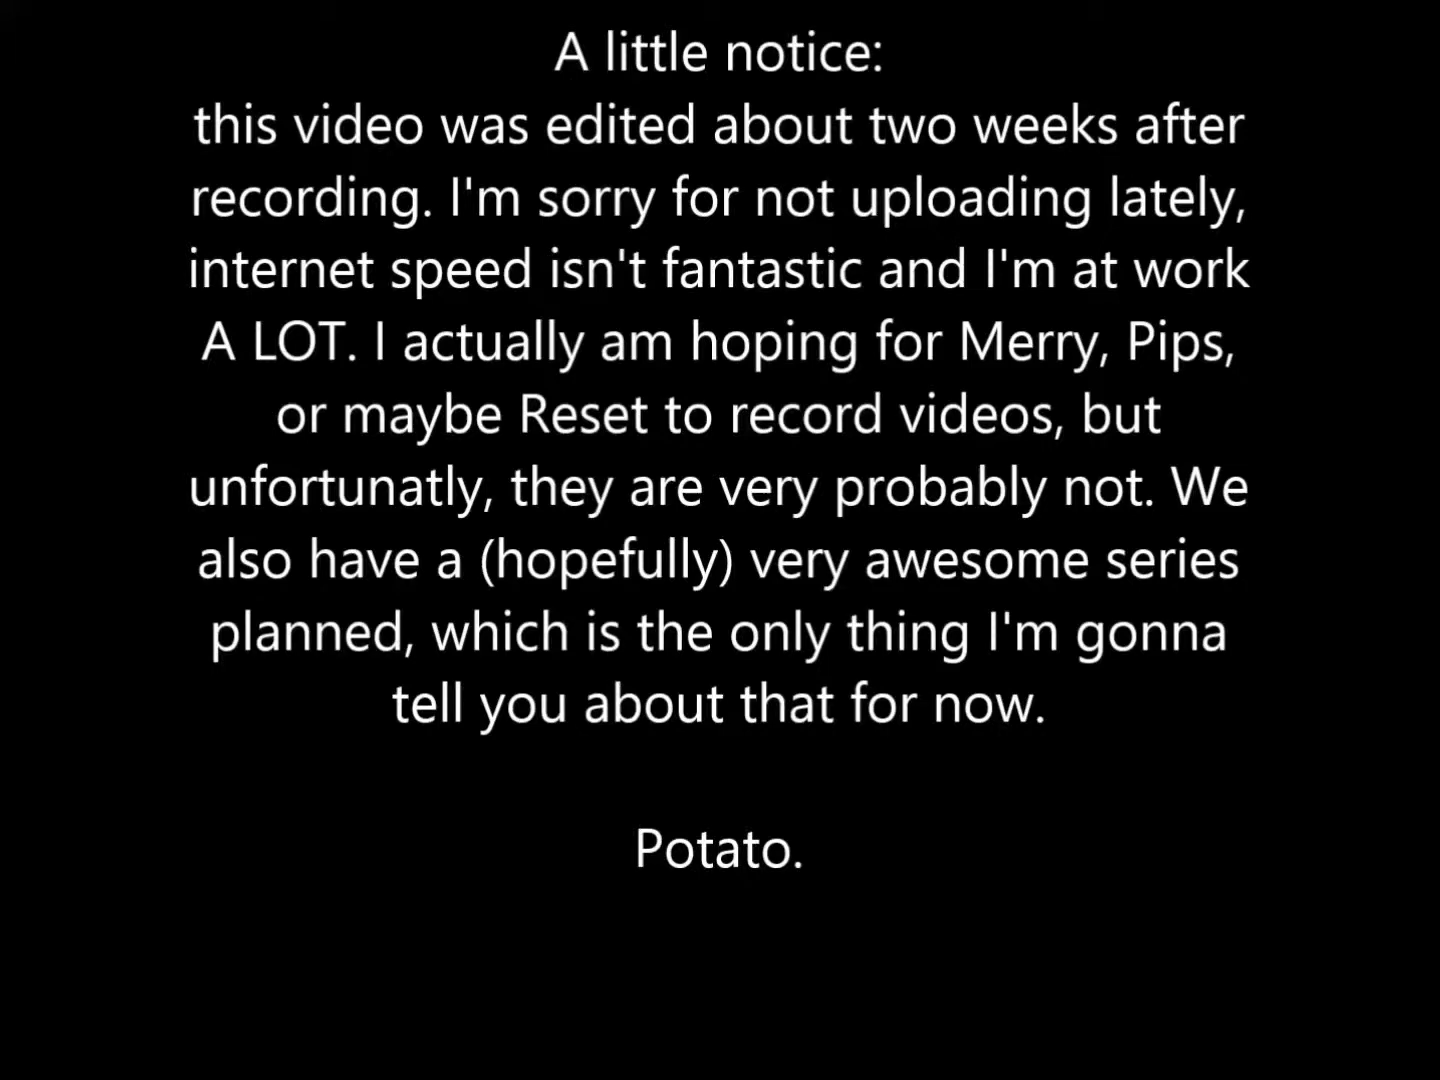 A little notice:
this video was edited about two weeks after
recording. I'm sorry for not uploading lately,
internet speed isn't fantastic and I'm at work
A LOT. I actually am hoping for Merry, Pips,
or maybe Reset to record videos, but
unfortunatly, they are very probably not. We
also have a (hopefully) very awesome series
planned, which is the only thing I'm gonna
tell you about that for now.
Potato.